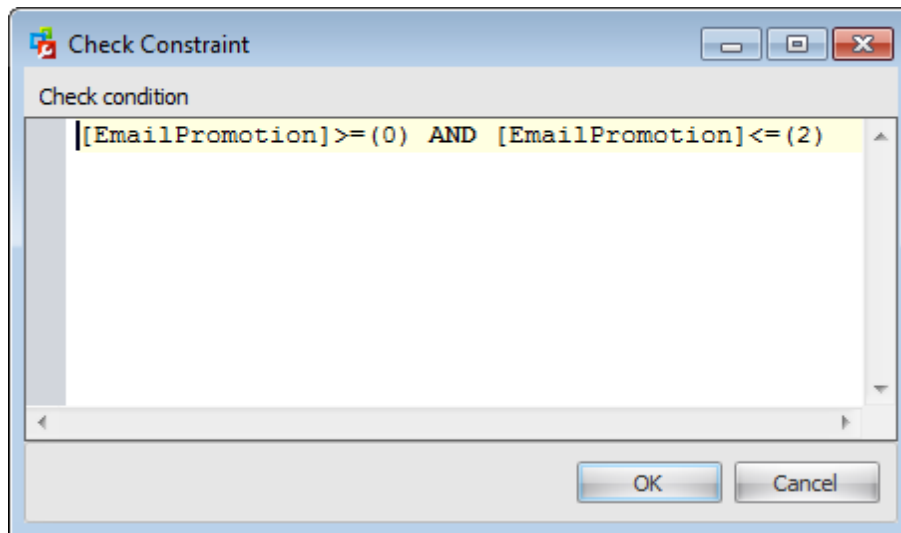 Check Constraint
Check condition
[EmailPromotion]>=(0) AND [EmailPromotion]<=(2)
OK Cancel